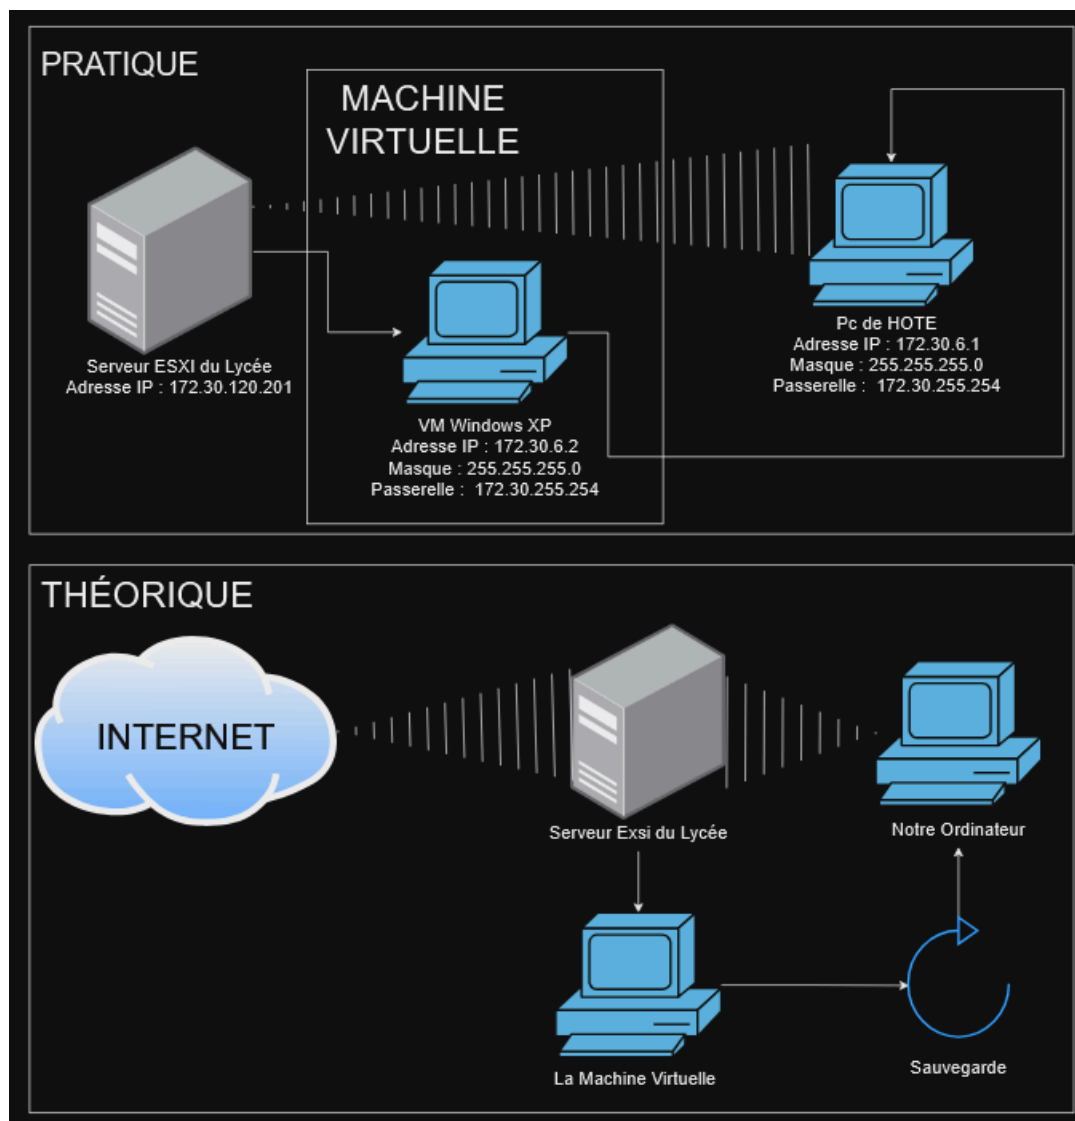 PRATIQUE
MACHINE
VIRTUELLE
Serveur ESXI du Lycée
Adresse IP : 172.30.120.201
VM Windows XP
Adresse IP : 172.30.6.2
Masque : 255.255.255.0
Passerelle : 172.30.255.254
Pc de HOTE
Adresse IP : 172.30.6.1
Masque : 255.255.255.0
Passerelle : 172.30.255.254
THÉORIQUE
INTERNET
Serveur Exsi du Lycée
Notre Ordinateur
La Machine Virtuelle
Sauvegarde